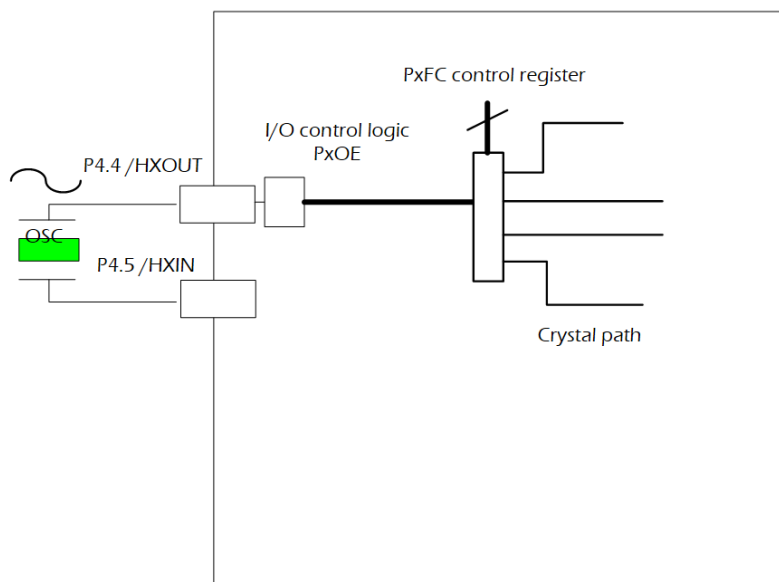 PxFC control register
I/O control logic
PxOE
P4.4 /HXOUT
OSC
P4.5 /HXIN
Crystal path